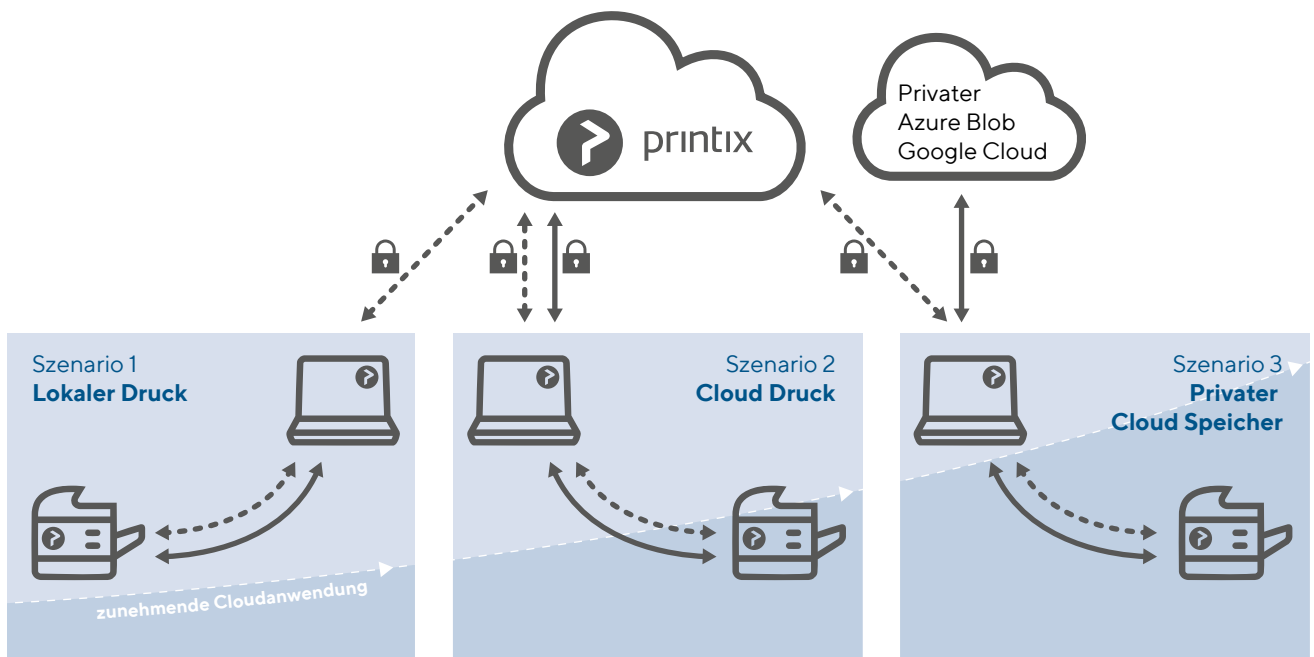 printix
Privater
Azure Blob
Google Cloud
Szenario 1
Lokaler Druck
zunehmende Cloudanwendung
Szenario 2
Cloud Druck
Szenario 3
Privater
Cloud Speicher